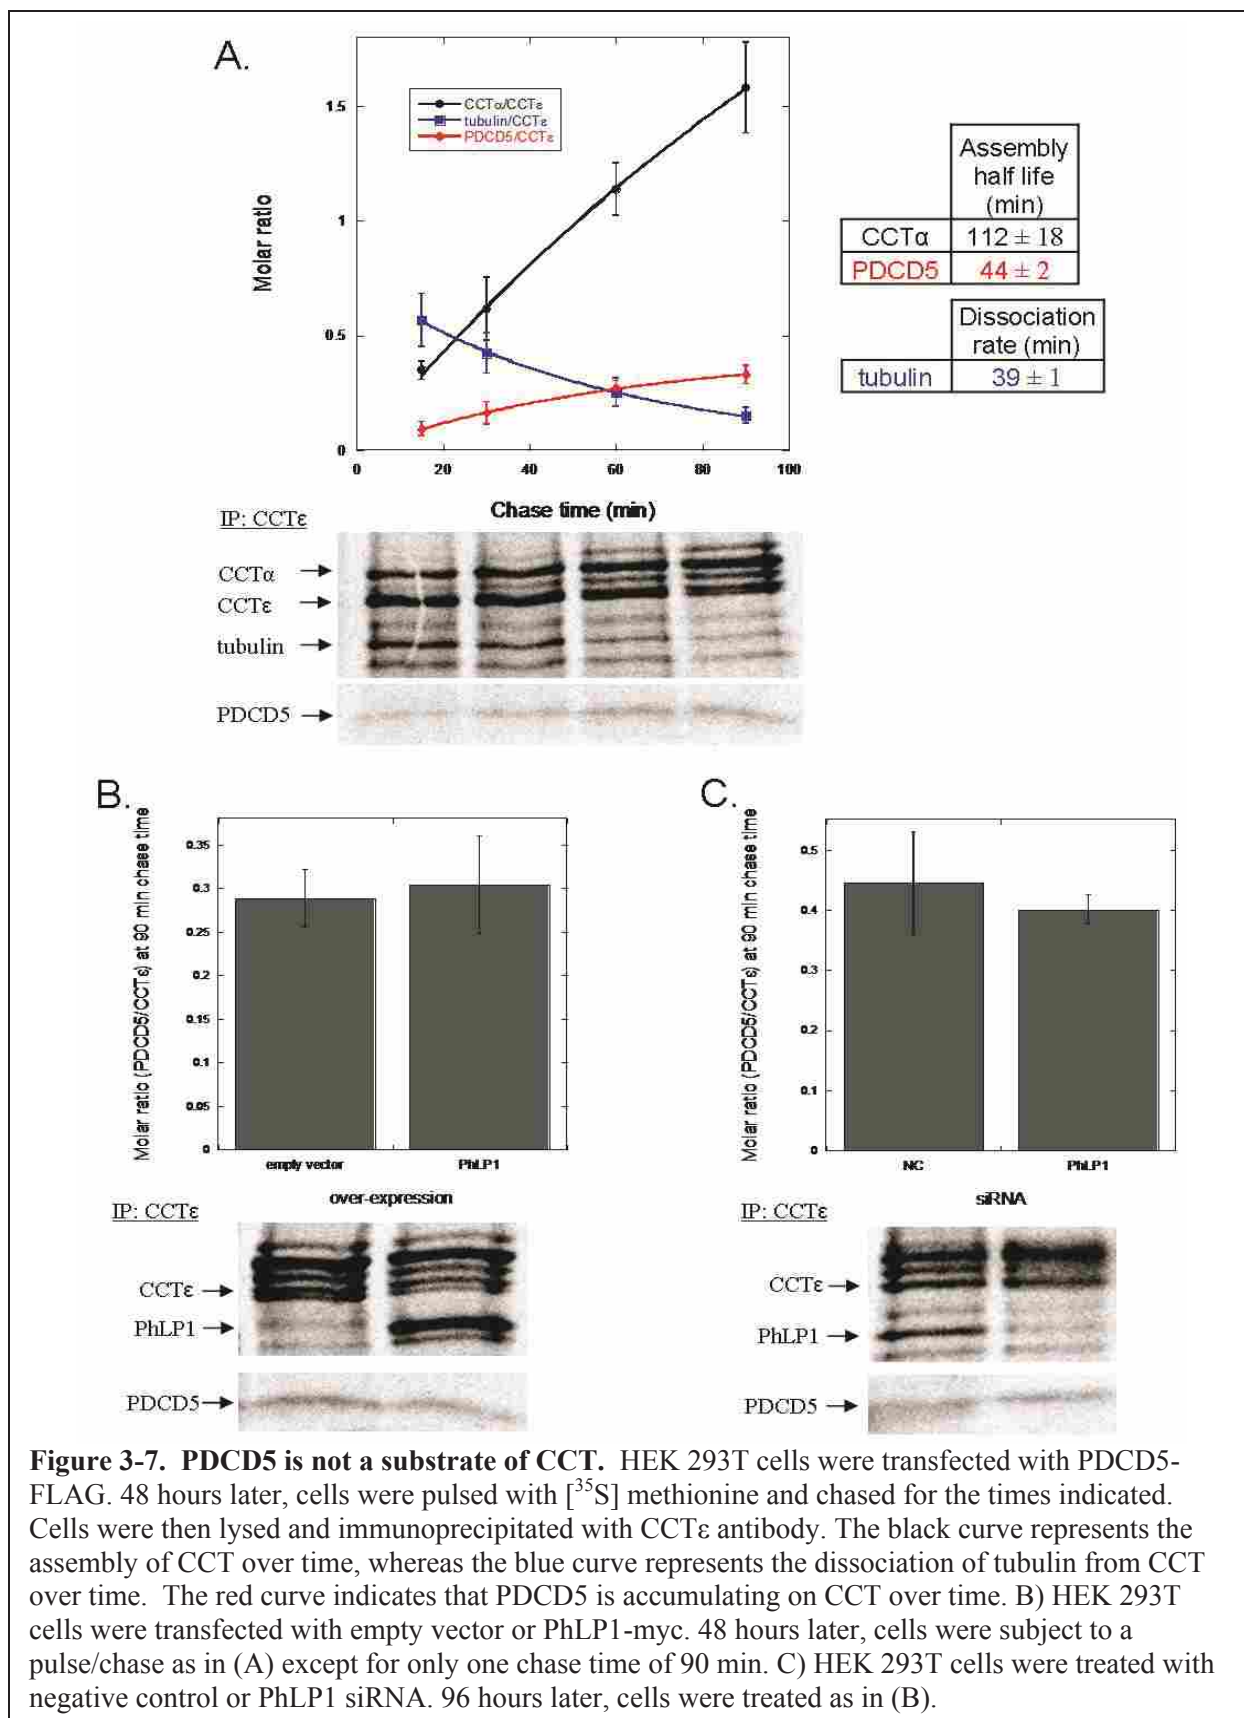 A.
CCTα/CCTε
tubulin/CCTε
PDCD5/CCTε
Molar ratio
1.5
1
0.5
0
0 20 40 60 80 100
Chase time (min)
Assembly
half life
(min)
CCTα 112 ± 18
PDCD5 44 ± 2
Dissociation
rate (min)
tubulin 39 ± 1
IP: CCTε
CCTα
CCTε
tubulin
PDCD5
B.
Molar ratio (PDCD5/CCTε) at 90 min chase time
0.35
0.3
0.25
0.2
0.15
0.1
0.05
0
empty vector PhLP1
over-expression
IP: CCTε
CCTε
PhLP1
PDCD5
C.
Molar ratio (PDCD5/CCTε) at 90 min chase time
0.5
0.4
0.3
0.2
0.1
0
NC PhLP1
siRNA
IP: CCTε
CCTε
PhLP1
PDCD5
Figure 3-7. PDCD5 is not a substrate of CCT. HEK 293T cells were transfected with PDCD5-
FLAG. 48 hours later, cells were pulsed with [³⁵S] methionine and chased for the times indicated.
Cells were then lysed and immunoprecipitated with CCTε antibody. The black curve represents the
assembly of CCT over time, whereas the blue curve represents the dissociation of tubulin from CCT
over time. The red curve indicates that PDCD5 is accumulating on CCT over time. B) HEK 293T
cells were transfected with empty vector or PhLP1-myc. 48 hours later, cells were subject to a
pulse/chase as in (A) except for only one chase time of 90 min. C) HEK 293T cells were treated with
negative control or PhLP1 siRNA. 96 hours later, cells were treated as in (B).